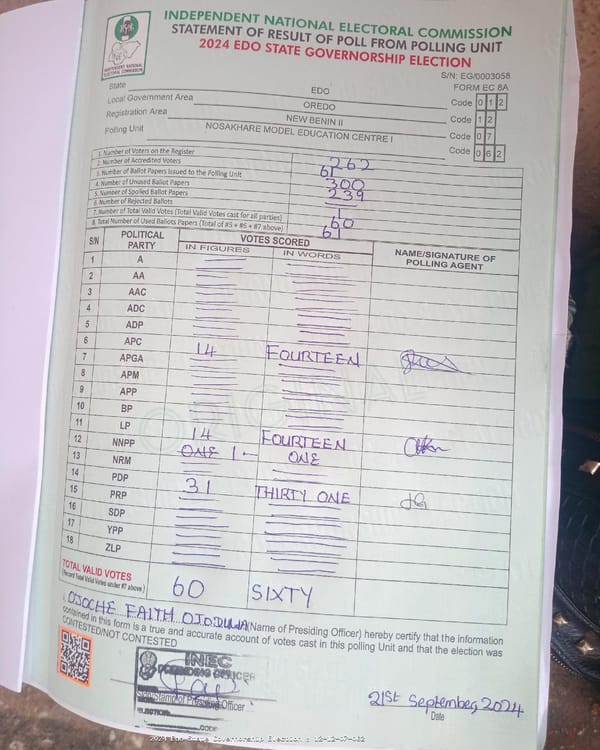 INDEPENDENT NATIONAL ELECTORAL COMMISSION
STATEMENT OF RESULT OF POLL FROM POLLING UNIT
2024 EDO STATE GOVERNORSHIP ELECTION
INDEPENDENT NATIONAL ELECTORAL COMMISSION
S/N: EG/0003058
FORM EC 8A
State EDO
Local Government Area OREDO Code 0 1 2
Registration Area NEW BENIN II Code 1 2
Polling Unit NOSAKHARE MODEL EDUCATION CENTRE I Code 0 7
Code 0 6 2
1. Number of Voters on the Register 262
2. Number of Accredited Voters 61
3. Number of Ballot Papers Issued to the Polling Unit 300
4. Number of Unused Ballot Papers 239
5. Number of Spoiled Ballot Papers
6. Number of Rejected Ballots 1
7. Number of Total Valid Votes (Total Valid Votes cast for all parties) 60
8. Total Number of Used Ballots Papers (Total of #5 + #6 + #7 above) 61
S/N POLITICAL PARTY VOTES SCORED NAME/SIGNATURE OF POLLING AGENT
IN FIGURES IN WORDS
1 A
2 AA
3 AAC
4 ADC
5 ADP
6 APC 14 FOURTEEN
7 APGA
8 APM
9 APP
10 BP
11 LP 14 FOURTEEN
12 NNPP ONE 1 ONE
13 NRM
14 PDP 31 THIRTY ONE
15 PRP
16 SDP
17 YPP
18 ZLP
TOTAL VALID VOTES 60 SIXTY
(Record Total Valid Votes under #7 above)
I, OJOCHE FAITH (Name of Presiding Officer) hereby certify that the information
contained in this form is a true and accurate account of votes cast in this polling Unit and that the election was
CONTESTED/NOT CONTESTED
INEC
PRESIDING OFFICER
Sign/Stamp of Presiding Officer
ELECTION:
CODE
21st September, 2024
Date
ORIGINAL
2024 Edo State Governorship Election : 12-12-07-062